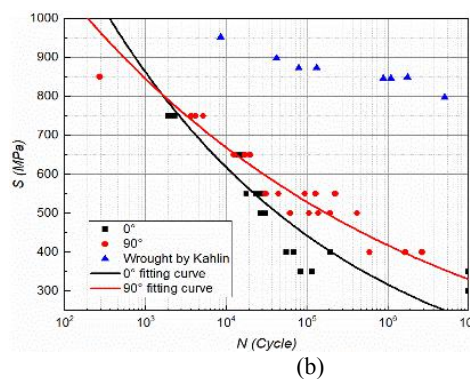 1000
900
800
700
600
500
400
300
S (MPa)
0°
90°
Wrought by Kahlin
0° fitting curve
90° fitting curve
10²
10³
10⁴
10⁵
10⁶
10
N (Cycle)
(b)